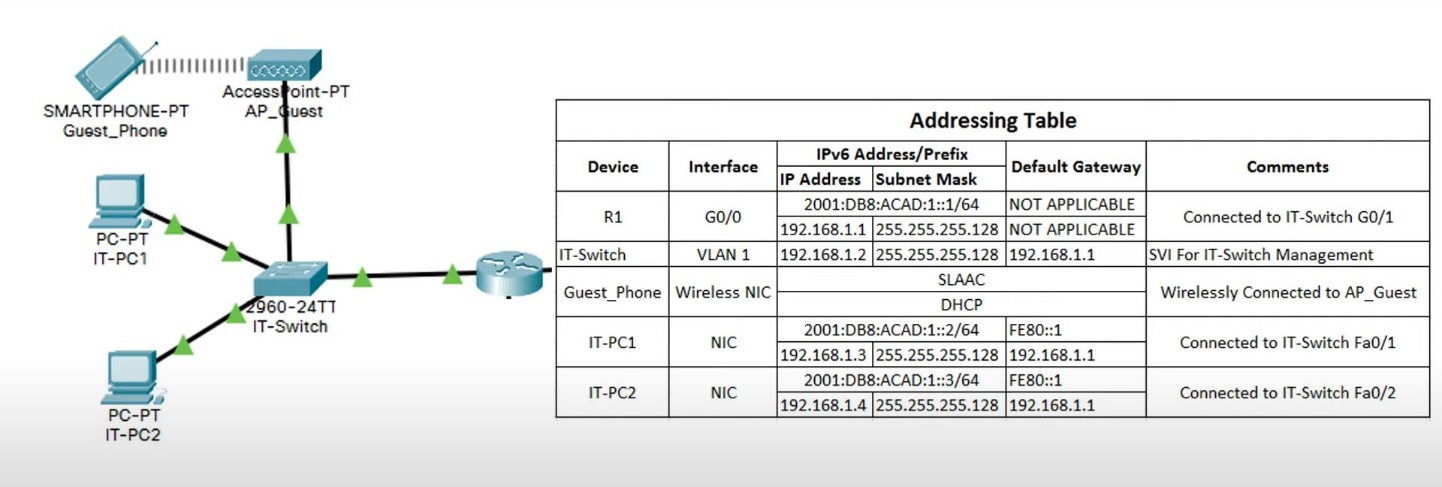 SMARTPHONE-PT
Guest_Phone
AccessPoint-PT
AP_Guest
PC-PT
IT-PC1
2960-24TT
IT-Switch
PC-PT
IT-PC2
Addressing Table
Device Interface IPv6 Address/Prefix Default Gateway Comments
IP Address Subnet Mask
R1 G0/0 2001:DB8:ACAD:1::1/64 NOT APPLICABLE Connected to IT-Switch G0/1
192.168.1.1 255.255.255.128 NOT APPLICABLE
IT-Switch VLAN 1 192.168.1.2 255.255.255.128 192.168.1.1 SVI For IT-Switch Management
Guest_Phone Wireless NIC SLAAC Wirelessly Connected to AP_Guest
DHCP
IT-PC1 NIC 2001:DB8:ACAD:1::2/64 FE80::1 Connected to IT-Switch Fa0/1
192.168.1.3 255.255.255.128 192.168.1.1
IT-PC2 NIC 2001:DB8:ACAD:1::3/64 FE80::1 Connected to IT-Switch Fa0/2
192.168.1.4 255.255.255.128 192.168.1.1